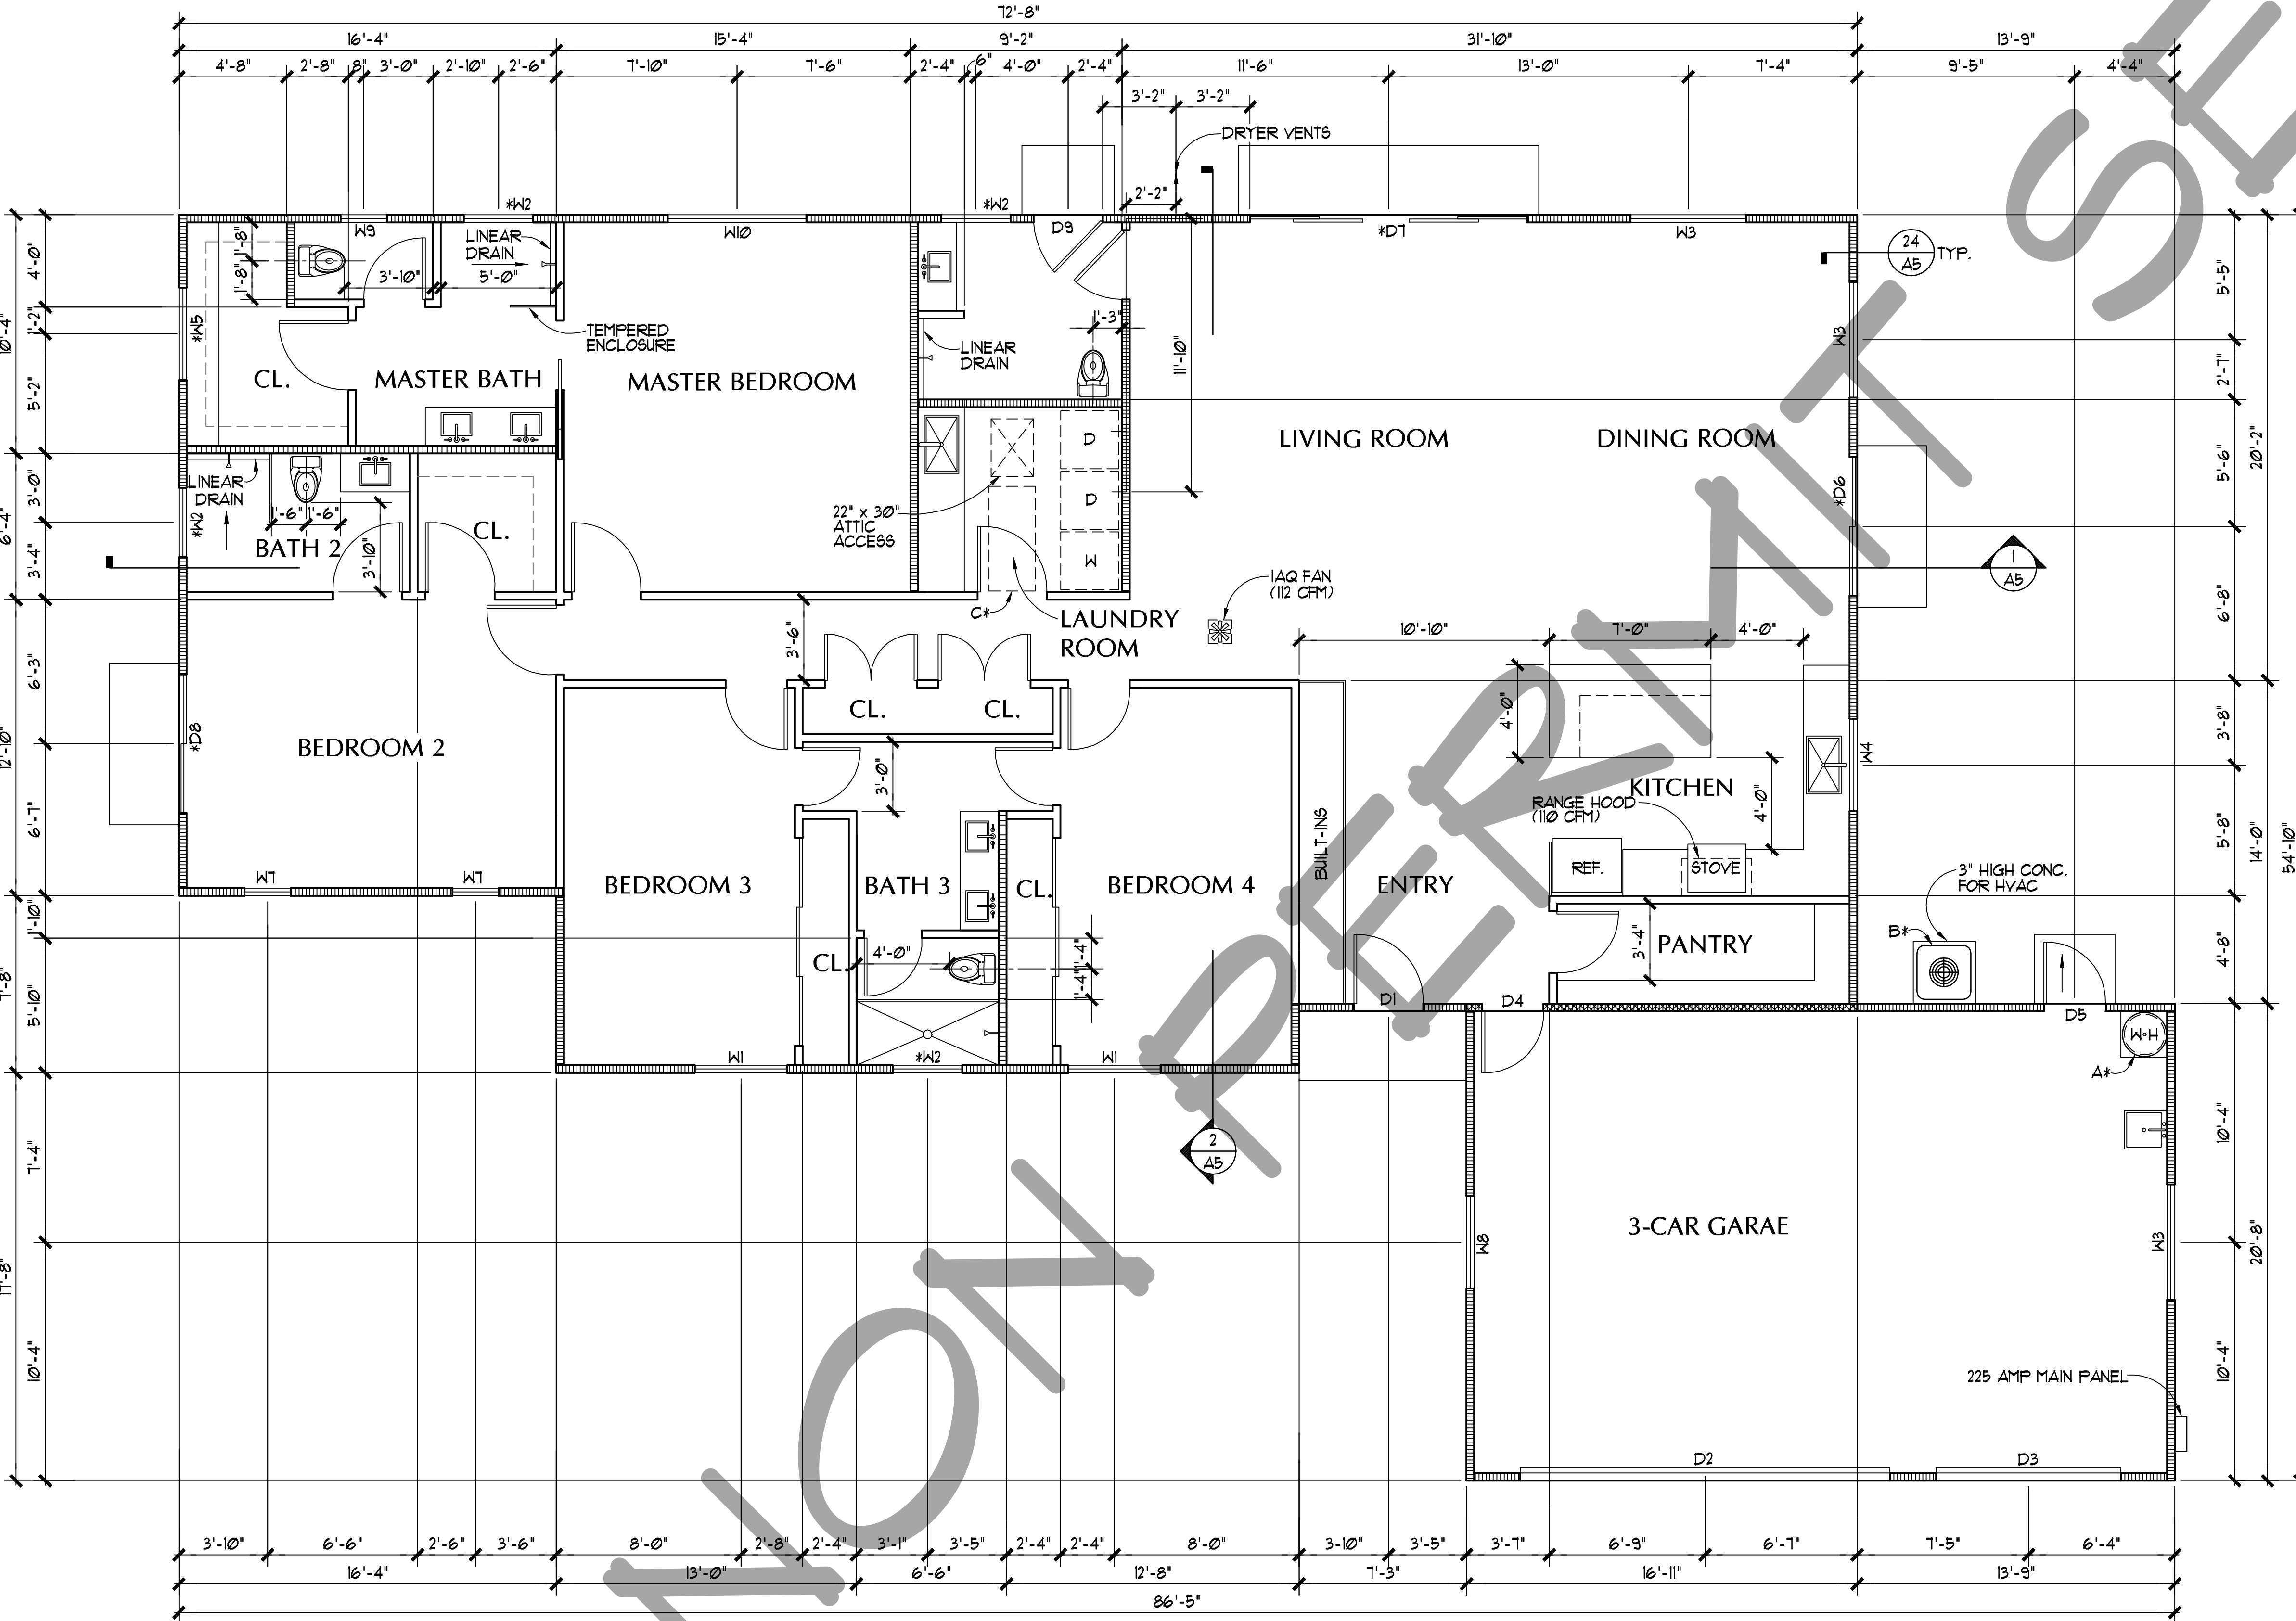 72'-8"
16'-4" 15'-4" 9'-2" 31'-10" 13'-9"
4'-8" 2'-8" 8" 3'-0" 2'-10" 2'-6" 7'-10" 7'-6" 2'-4" 6" 4'-0" 2'-4" 11'-6" 13'-0" 7'-4" 9'-5" 4'-4"
3'-2" 3'-2"
DRYER VENTS
2'-2"
*W2 *W2
W9 W10 D9 *D7 W3
LINEAR
DRAIN
5'-0"
3'-10"
1'-8"
1'-8"
24
A5
TYP.
TEMPERED
ENCLOSURE
*W5
1'-3"
LINEAR
DRAIN
11'-10"
W3
CL.
MASTER BATH
MASTER BEDROOM
D
D
W
LIVING ROOM
DINING ROOM
LINEAR
DRAIN
*W2
1'-6" 1'-6"
BATH 2
3'-10"
CL.
22" x 30"
ATTIC
ACCESS
*D6
1
A5
IAQ FAN
(112 CFM)
C*
LAUNDRY
ROOM
3'-6"
10'-10" 7'-0" 4'-0"
4'-0"
CL. CL.
*D8
BEDROOM 2
3'-0"
W4
KITCHEN
RANGE HOOD
(110 CFM)
4'-0"
BUILT-INS
REF.
STOVE
W7 W7
BEDROOM 3
BATH 3
CL.
BEDROOM 4
ENTRY
3" HIGH CONC.
FOR HVAC
B*
CL.
4'-0"
1'-4"
1'-4"
3'-4"
PANTRY
D1 D4 D5
W1 *W2 W1
W•H
A*
2
A5
3-CAR GARAE
W8 W3
225 AMP MAIN PANEL
D2 D3
4'-0"
1'-2"
5'-2"
3'-0"
3'-4"
6'-3"
6'-7"
1'-10"
5'-10"
7'-4"
10'-4"
10'-4"
6'-4"
12'-10"
7'-8"
17'-8"
5'-5"
2'-7"
5'-6"
6'-8"
3'-8"
5'-8"
4'-8"
10'-4"
10'-4"
20'-2"
14'-0"
20'-8"
54'-10"
3'-10" 6'-6" 2'-6" 3'-6" 8'-0" 2'-8" 2'-4" 3'-1" 3'-5" 2'-4" 2'-4" 8'-0" 3-10" 3'-5" 3'-7" 6'-9" 6'-7" 7'-5" 6'-4"
16'-4" 13'-0" 6'-6" 12'-8" 7'-3" 16'-11" 13'-9"
86'-5"
NON PERMIT SE